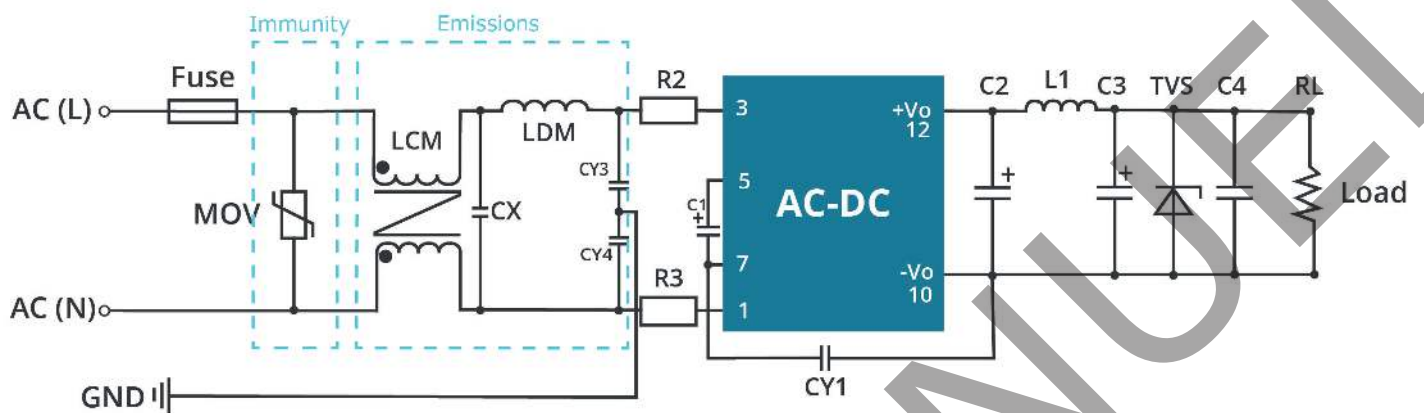 Immunity
Emissions
Fuse
R2
C2
L1
C3
TVS
C4
RL
AC (L)
3
+Vo
12
LCM
LDM
CY3
5
MOV
CX
C1
+
AC-DC
+
+
Load
CY4
7
-Vo
10
R3
1
AC (N)
CY1
GND